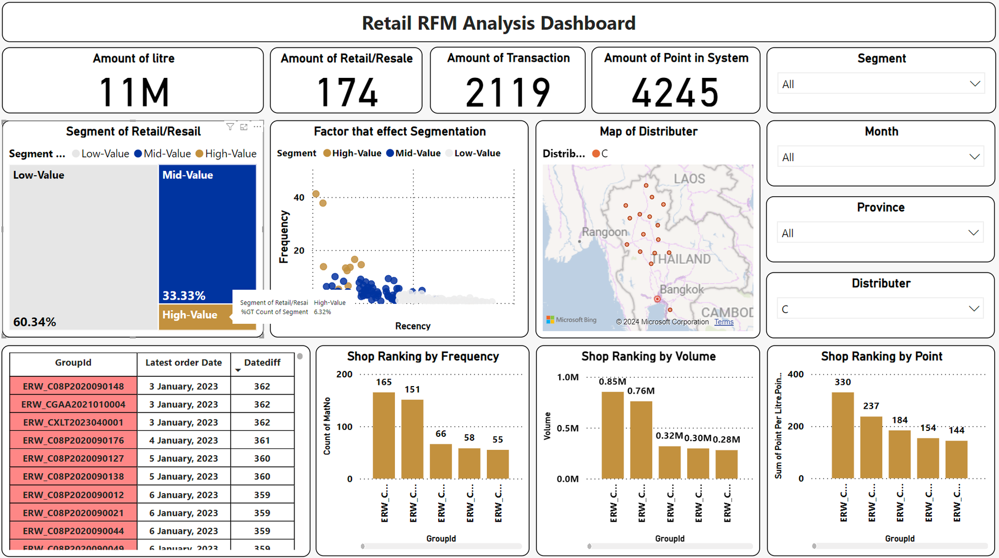 Retail RFM Analysis Dashboard
Amount of litre
11M
Amount of Retail/Resale
174
Amount of Transaction
2119
Amount of Point in System
4245
Segment
All
Segment of Retail/Resail
Segment ... Low-Value Mid-Value High-Value
Low-Value
60.34%
Mid-Value
33.33%
High-Value
Segment of Retail/Resai High-Value
%GT Count of Segment 6.32%
Factor that effect Segmentation
Segment High-Value Mid-Value Low-Value
Frequency
40
20
Recency
Map of Distributer
Distrib... C
LAOS
Rangoon
THAILAND
Bangkok
CAMBOD
Microsoft Bing
© 2024 Microsoft Corporation Terms
Month
All
Province
All
Distributer
C
GroupId Latest order Date Datediff
ERW_C08P2020090148 3 January, 2023 362
ERW_CGAA2021010004 3 January, 2023 362
ERW_CXLT2023040001 3 January, 2023 362
ERW_C08P2020090176 4 January, 2023 361
ERW_C08P2020090127 5 January, 2023 360
ERW_C08P2020090138 5 January, 2023 360
ERW_C08P2020090012 6 January, 2023 359
ERW_C08P2020090021 6 January, 2023 359
ERW_C08P2020090044 6 January, 2023 359
ERW_C08P2020090049 6 January, 2023 359
Shop Ranking by Frequency
Count of MatNo
200
100
0
165
151
66
58
55
ERW_C...
ERW_C...
ERW_C...
ERW_C...
ERW_C...
GroupId
Shop Ranking by Volume
Volume
1.0M
0.5M
0.0M
0.85M
0.76M
0.32M
0.30M
0.28M
ERW_C...
ERW_C...
ERW_C...
ERW_C...
ERW_C...
GroupId
Shop Ranking by Point
Sum of Point Per Litre.Poin...
400
200
0
330
237
184
154
144
ERW_C...
ERW_C...
ERW_C...
ERW_C...
ERW_C...
GroupId